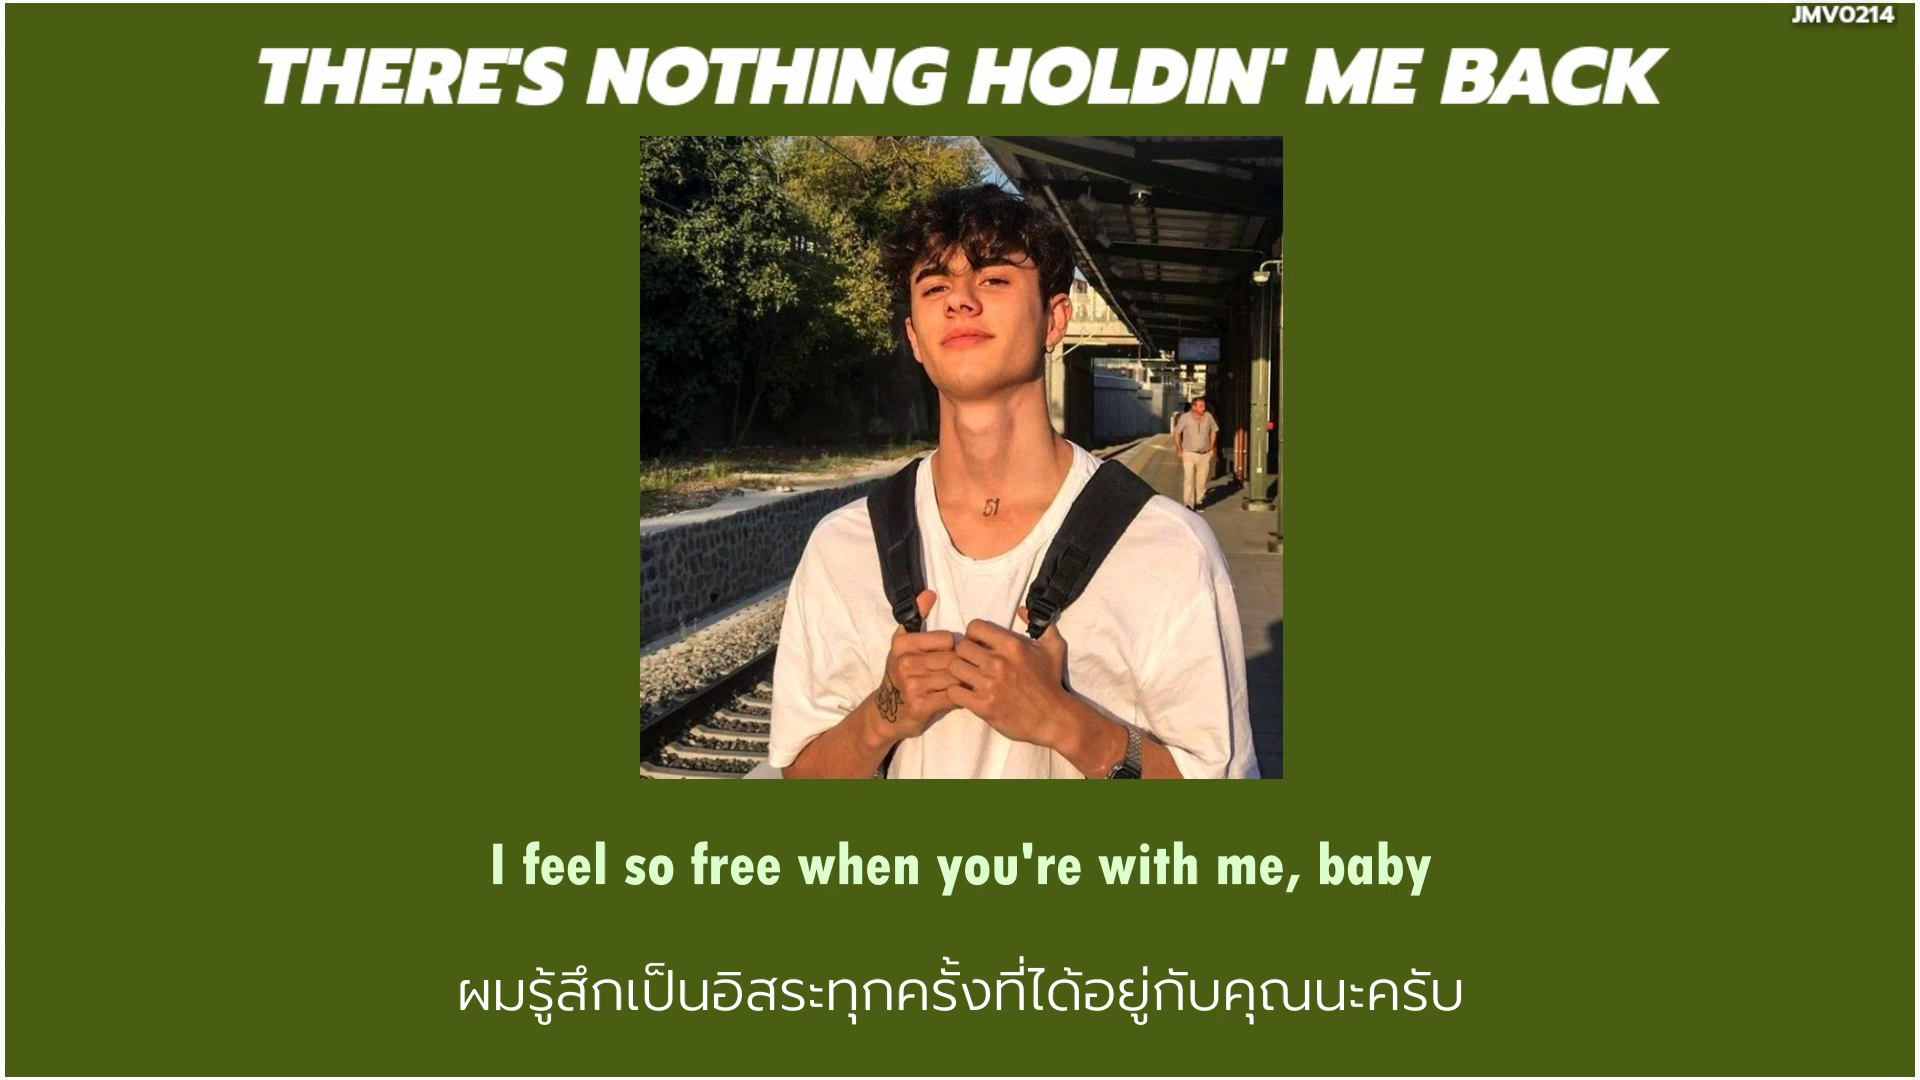 JMV0214
THERE'S NOTHING HOLDIN' ME BACK
51
I feel so free when you're with me, baby
ผมรู้สึกเป็นอิสระทุกครั้งที่ได้อยู่กับคุณนะครับ